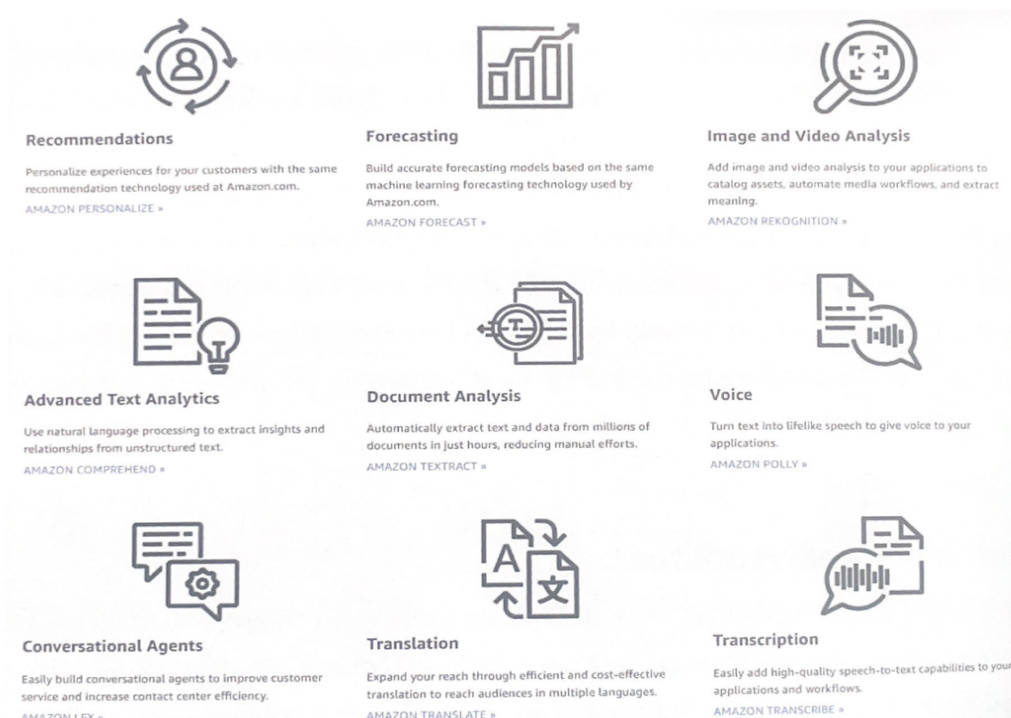 Recommendations
Personalize experiences for your customers with the same
recommendation technology used at Amazon.com.
AMAZON PERSONALIZE »
Forecasting
Build accurate forecasting models based on the same
machine learning forecasting technology used by
Amazon.com.
AMAZON FORECAST »
Image and Video Analysis
Add image and video analysis to your applications to
catalog assets, automate media workflows, and extract
meaning.
AMAZON REKOGNITION »
Advanced Text Analytics
Use natural language processing to extract insights and
relationships from unstructured text.
AMAZON COMPREHEND »
Document Analysis
Automatically extract text and data from millions of
documents in just hours, reducing manual efforts.
AMAZON TEXTRACT »
T
Voice
Turn text into lifelike speech to give voice to your
applications.
AMAZON POLLY »
Conversational Agents
Easily build conversational agents to improve customer
service and increase contact center efficiency.
AMAZON LEX »
A
文
Translation
Expand your reach through efficient and cost-effective
translation to reach audiences in multiple languages.
AMAZON TRANSLATE »
Transcription
Easily add high-quality speech-to-text capabilities to your
applications and workflows.
AMAZON TRANSCRIBE »